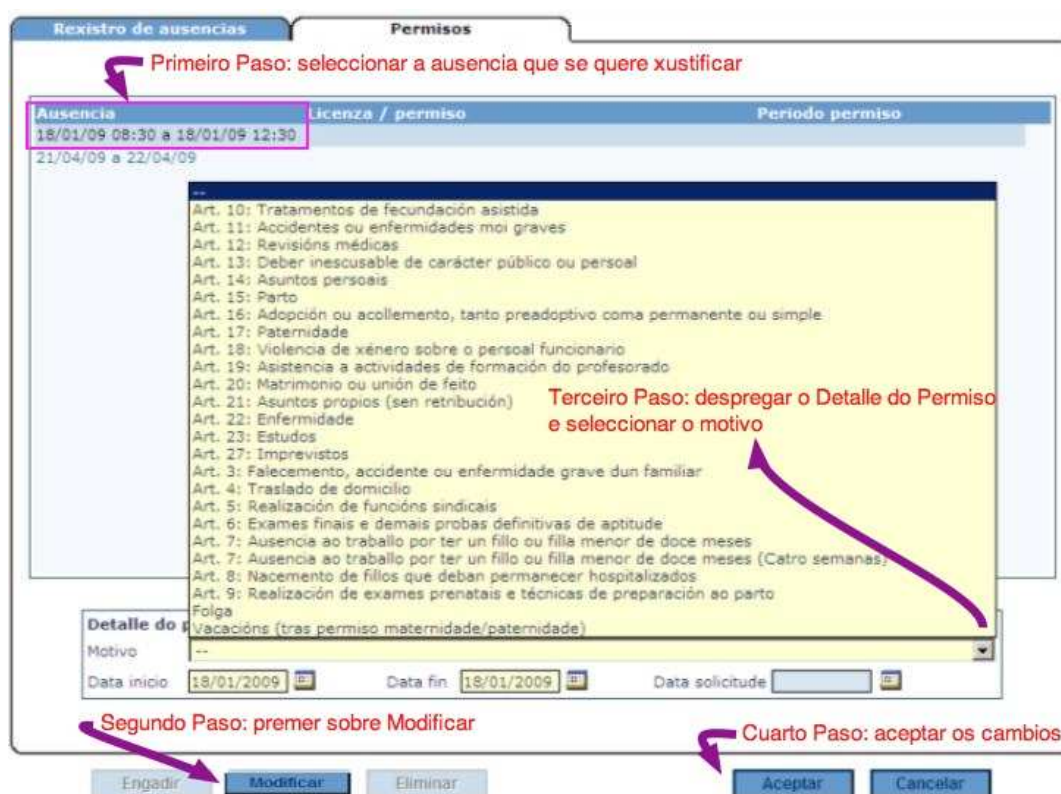 Rexistro de ausencias Permisos
Primeiro Paso: seleccionar a ausencia que se quere xustificar
Ausencia Licenza / permiso Período permiso
18/01/09 08:30 a 18/01/09 12:30
21/04/09 a 22/04/09
--
Art. 10: Tratamentos de fecundación asistida
Art. 11: Accidentes ou enfermidades moi graves
Art. 12: Revisións médicas
Art. 13: Deber inescusable de carácter público ou persoal
Art. 14: Asuntos persoais
Art. 15: Parto
Art. 16: Adopción ou acollemento, tanto preadoptivo coma permanente ou simple
Art. 17: Paternidade
Art. 18: Violencia de xénero sobre o persoal funcionario
Art. 19: Asistencia a actividades de formación do profesorado
Art. 20: Matrimonio ou unión de feito
Art. 21: Asuntos propios (sen retribución)
Terceiro Paso: despregar o Detalle do Permiso
e seleccionar o motivo
Art. 22: Enfermidade
Art. 23: Estudos
Art. 27: Imprevistos
Art. 3: Falecemento, accidente ou enfermidade grave dun familiar
Art. 4: Traslado de domicilio
Art. 5: Realización de funcións sindicais
Art. 6: Exames finais e demais probas definitivas de aptitude
Art. 7: Ausencia ao traballo por ter un fillo ou filla menor de doce meses
Art. 7: Ausencia ao traballo por ter un fillo ou filla menor de doce meses (Catro semanas)
Art. 8: Nacemento de fillos que deban permanecer hospitalizados
Art. 9: Realización de exames prenatais e técnicas de preparación ao parto
Folga
Vacacións (tras permiso maternidade/paternidade)
Detalle do
Motivo --
Data inicio 18/01/2009 Data fin 18/01/2009 Data solicitude
Segundo Paso: premer sobre Modificar
Cuarto Paso: aceptar os cambios
Engadir Modificar Eliminar Aceptar Cancelar